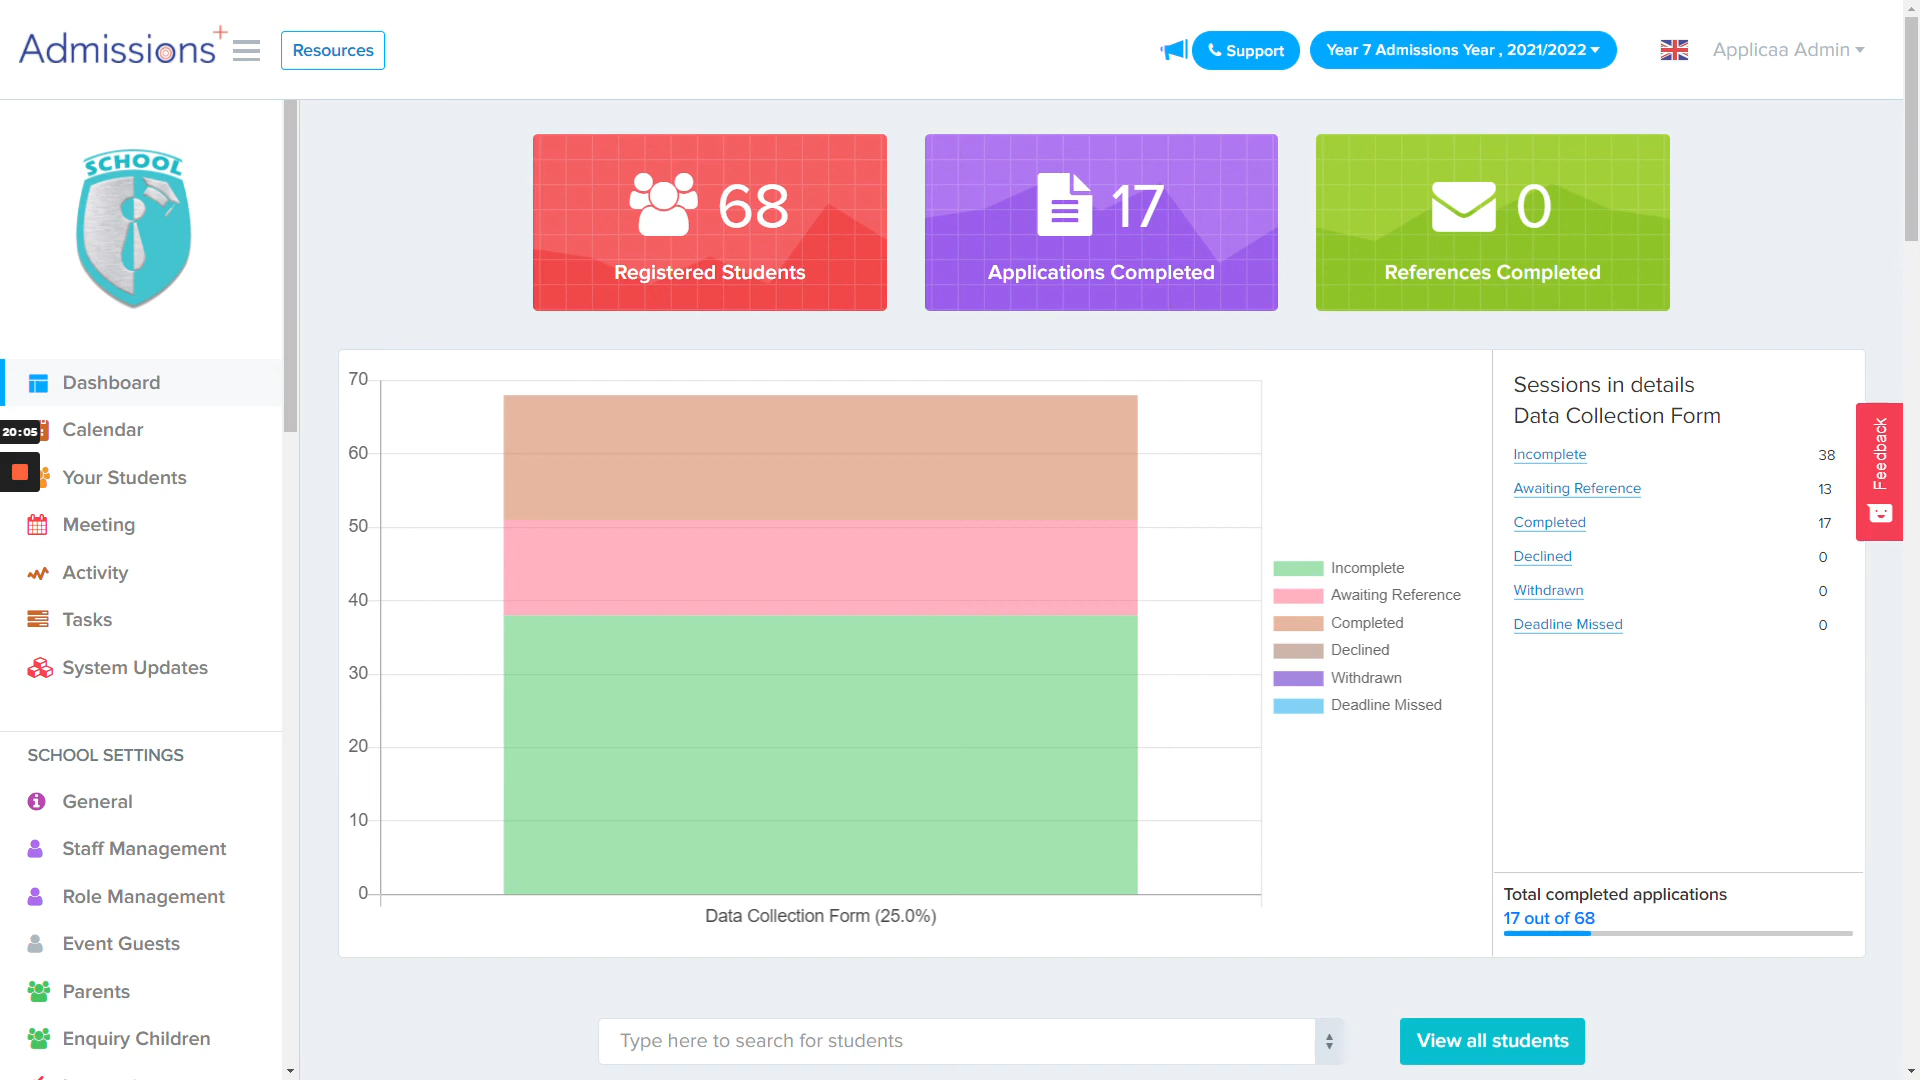 Admissions+
Resources
Support
Year 7 Admissions Year , 2021/2022
Applicaa Admin
SCHOOL
Dashboard
Calendar
20:05
Your Students
Meeting
Activity
Tasks
System Updates
SCHOOL SETTINGS
General
Staff Management
Role Management
Event Guests
Parents
Enquiry Children
68
Registered Students
17
Applications Completed
0
References Completed
70
60
50
40
30
20
10
0
Data Collection Form (25.0%)
Incomplete
Awaiting Reference
Completed
Declined
Withdrawn
Deadline Missed
Sessions in details
Data Collection Form
Incomplete 38
Awaiting Reference 13
Completed 17
Declined 0
Withdrawn 0
Deadline Missed 0
Total completed applications
17 out of 68
Feedback
Type here to search for students
View all students